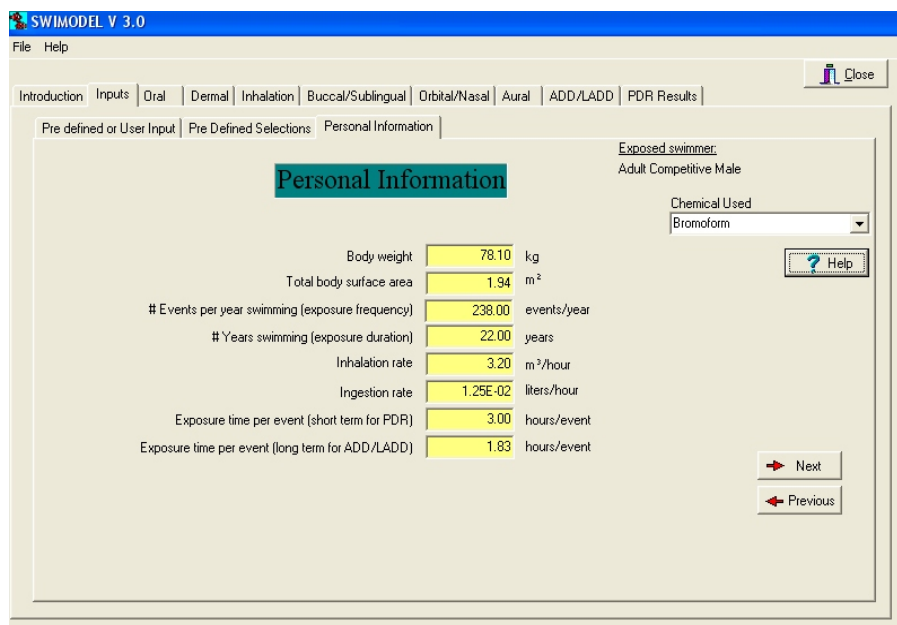 SWIMODEL V 3.0
File Help
Close
Introduction Inputs Oral Dermal Inhalation Buccal/Sublingual Orbital/Nasal Aural ADD/LADD PDR Results
Pre defined or User Input Pre Defined Selections Personal Information
Exposed swimmer:
Adult Competitive Male
Personal Information
Chemical Used
Bromoform
Help
Body weight 78.10 kg
Total body surface area 1.94 m²
# Events per year swimming (exposure frequency) 238.00 events/year
# Years swimming (exposure duration) 22.00 years
Inhalation rate 3.20 m³/hour
Ingestion rate 1.25E-02 liters/hour
Exposure time per event (short term for PDR) 3.00 hours/event
Exposure time per event (long term for ADD/LADD) 1.83 hours/event
Next
Previous